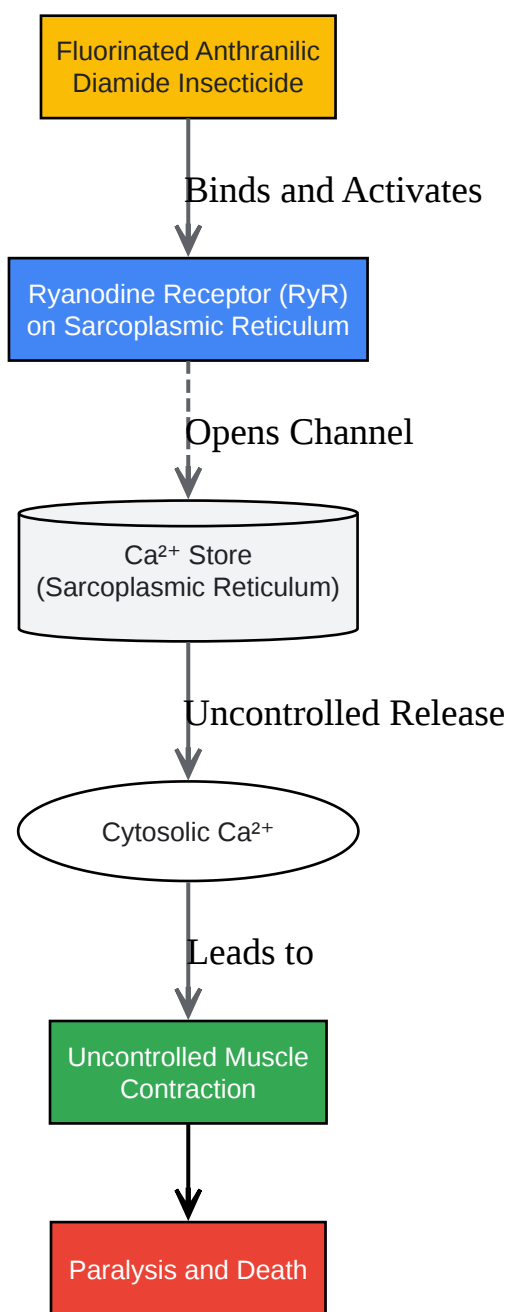 Fluorinated Anthranilic
Diamide Insecticide
Binds and Activates
Ryanodine Receptor (RyR)
on Sarcoplasmic Reticulum
Opens Channel
Ca²⁺ Store
(Sarcoplasmic Reticulum)
Uncontrolled Release
Cytosolic Ca²⁺
Leads to
Uncontrolled Muscle
Contraction
Paralysis and Death